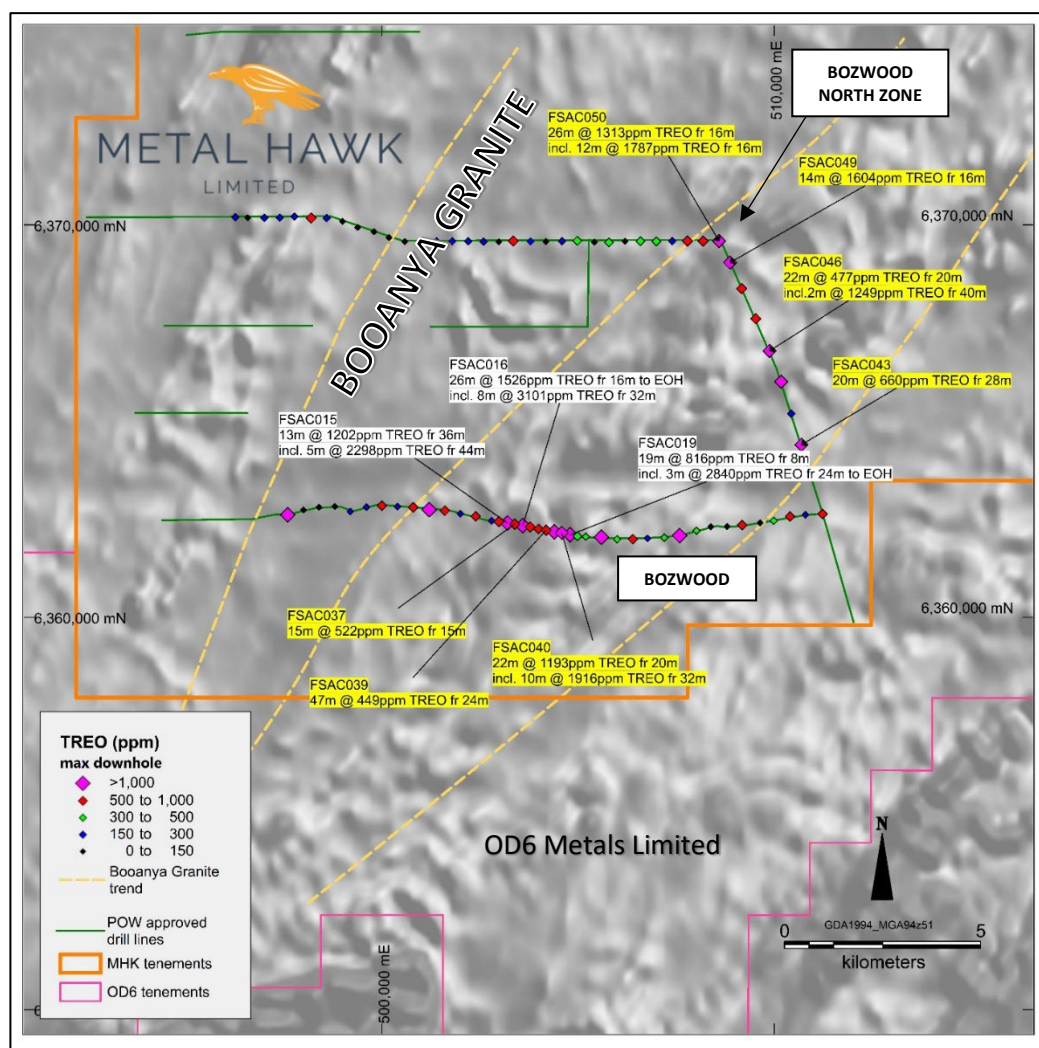 510,000 mE
BOZWOOD
NORTH ZONE
METAL HAWK
LIMITED
BOOANYA GRANITE
FSAC050
26m @ 1313ppm TREO fr 16m
incl. 12m @ 1787ppm TREO fr 16m
FSAC049
14m @ 1604ppm TREO fr 16m
6,370,000 mN
6,370,000 mN
FSAC046
22m @ 477ppm TREO fr 20m
incl.2m @ 1249ppm TREO fr 40m
FSAC016
26m @ 1526ppm TREO fr 16m to EOH
incl. 8m @ 3101ppm TREO fr 32m
FSAC043
20m @ 660ppm TREO fr 28m
FSAC015
13m @ 1202ppm TREO fr 36m
incl. 5m @ 2298ppm TREO fr 44m
FSAC019
19m @ 816ppm TREO fr 8m
incl. 3m @ 2840ppm TREO fr 24m to EOH
BOZWOOD
6,360,000 mN
6,360,000 mN
FSAC037
15m @ 522ppm TREO fr 15m
FSAC040
22m @ 1193ppm TREO fr 20m
incl. 10m @ 1916ppm TREO fr 32m
FSAC039
47m @ 449ppm TREO fr 24m
TREO (ppm)
max downhole
>1,000
500 to 1,000
300 to 500
150 to 300
0 to 150
Booanya Granite
trend
POW approved
drill lines
MHK tenements
OD6 tenements
OD6 Metals Limited
N
GDA1994_MGA94z51
0 5
kilometers
500,000 mE